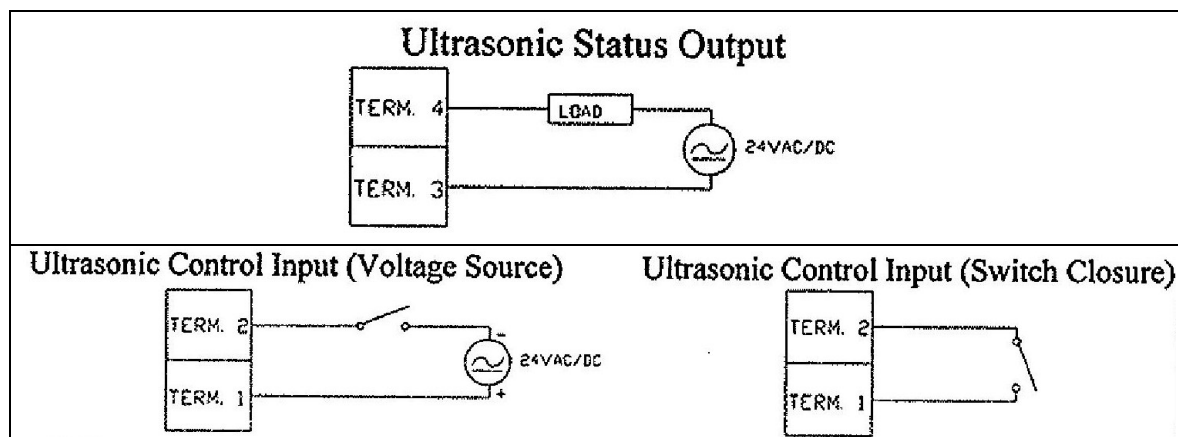 Ultrasonic Status Output
TERM. 4
LOAD
24VAC/DC
TERM. 3
Ultrasonic Control Input (Voltage Source)
TERM. 2
-
24VAC/DC
+
TERM. 1
Ultrasonic Control Input (Switch Closure)
TERM. 2
TERM. 1